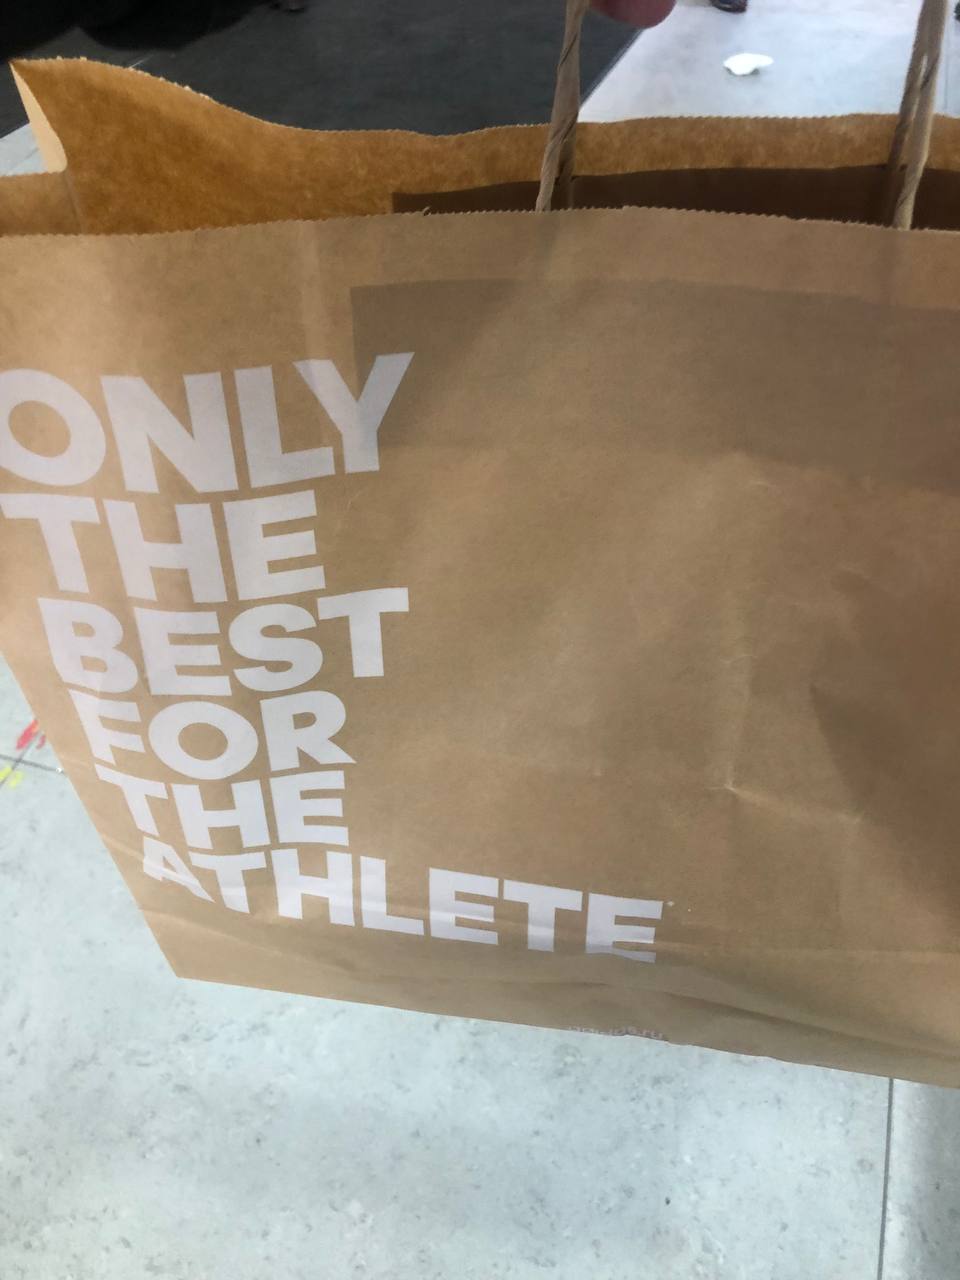 ONLY
THE
BEST
FOR
THE
ATHLETE